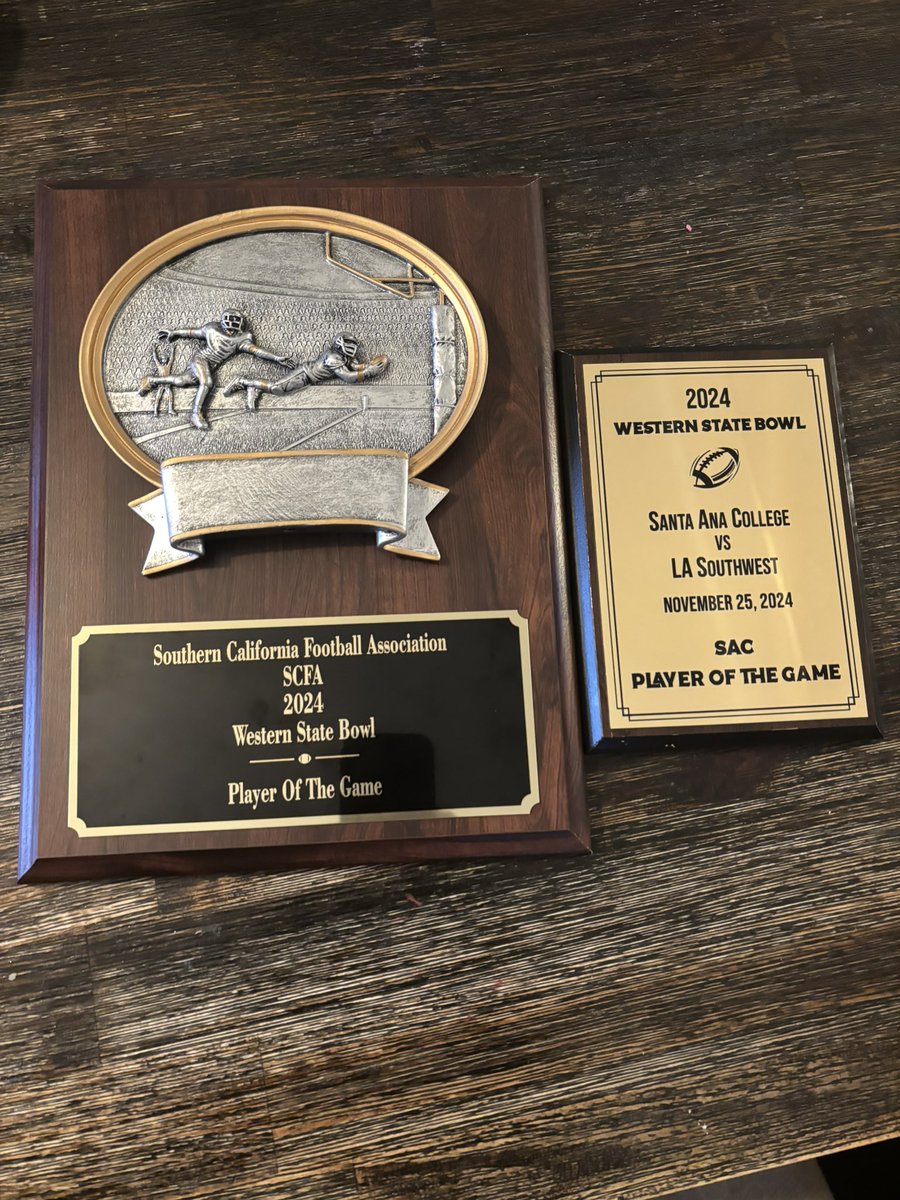 Southern California Football Association
SCFA
2024
Western State Bowl
Player Of The Game
2024
WESTERN STATE BOWL
SANTA ANA COLLEGE
VS
LA SOUTHWEST
NOVEMBER 25, 2024
SAC
PLAYER OF THE GAME